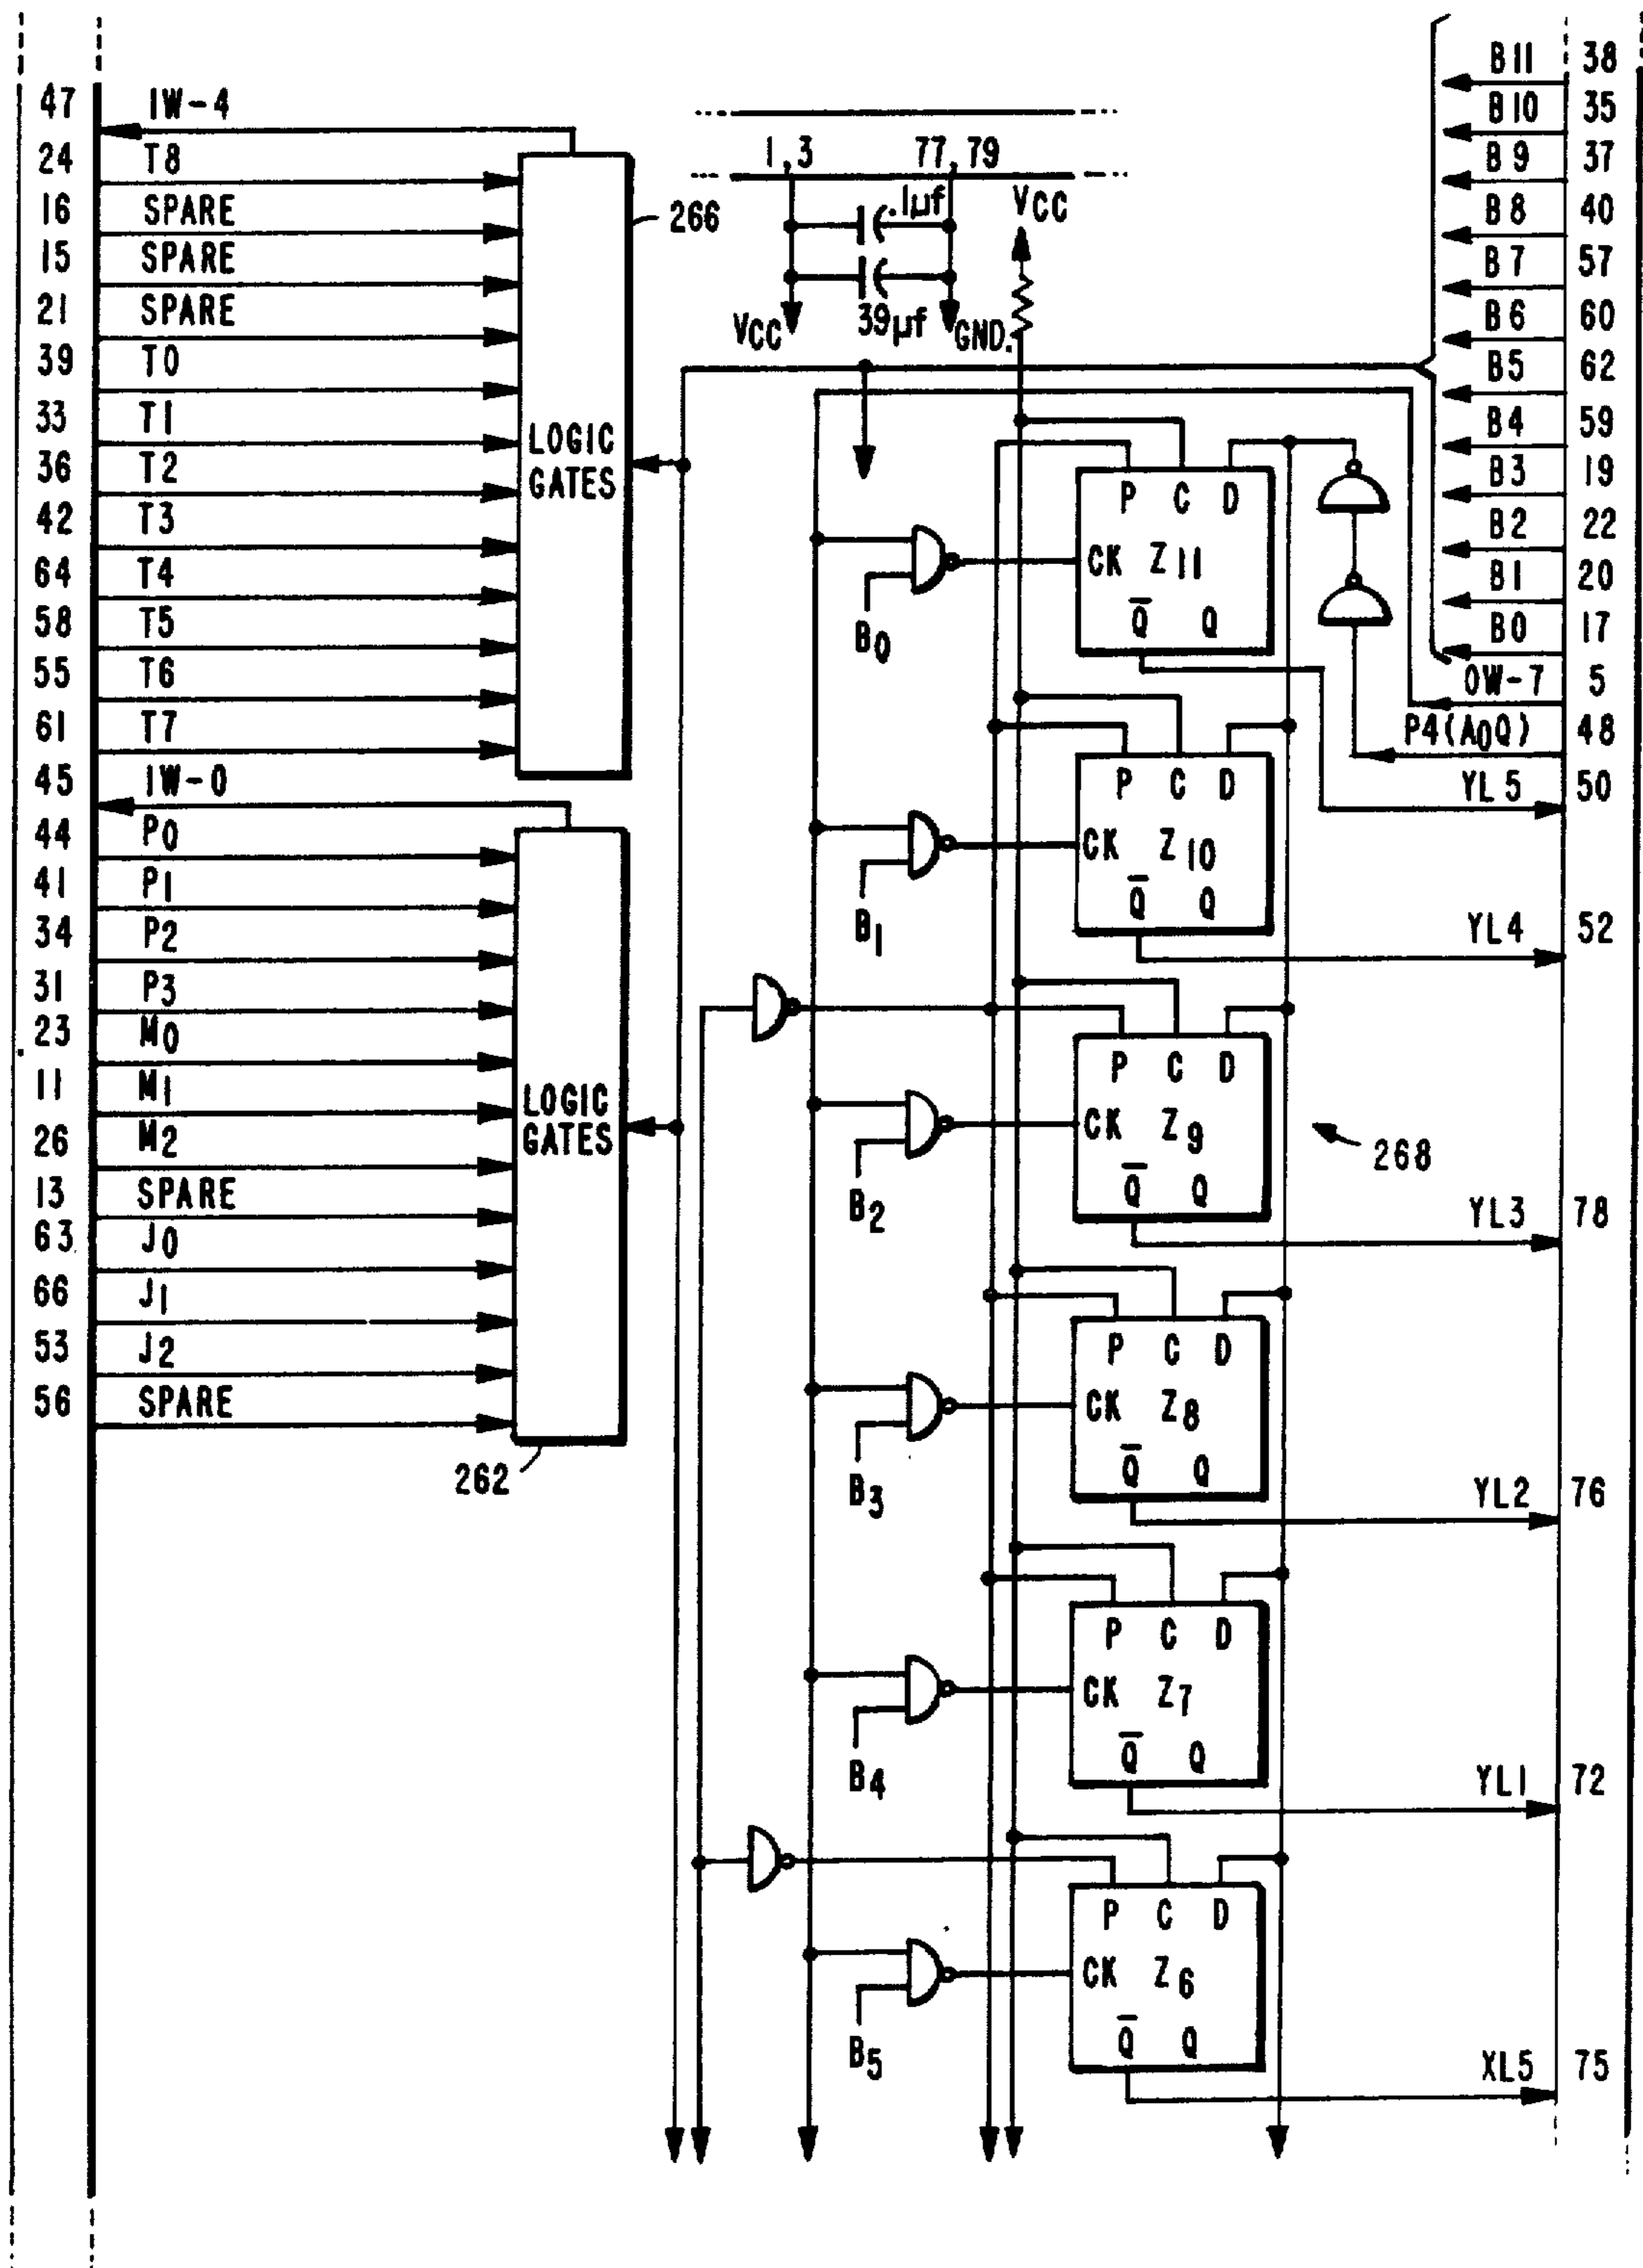 47 IW-4
24 T8
16 SPARE
15 SPARE
21 SPARE
39 T0
33 T1
36 T2
42 T3
64 T4
58 T5
55 T6
61 T7
45 IW-0
44 P0
41 P1
34 P2
31 P3
23 M0
11 M1
26 M2
13 SPARE
63 J0
66 J1
53 J2
56 SPARE
266
LOGIC
GATES
LOGIC
GATES
262
1,3 77,79
.1µf
VCC
39µf
VCC
GND.
B11 38
B10 35
B9 37
B8 40
B7 57
B6 60
B5 62
B4 59
B3 19
B2 22
B1 20
B0 17
OW-7 5
P4(A0Q) 48
YL5 50
YL4 52
YL3 78
YL2 76
YL1 72
XL5 75
P C D
CK Z11
Q̅ Q
B0
P C D
CK Z10
Q̅ Q
B1
P C D
CK Z9
Q̅ Q
B2
268
P C D
CK Z8
Q̅ Q
B3
P C D
CK Z7
Q̅ Q
B4
P C D
CK Z6
Q̅ Q
B5